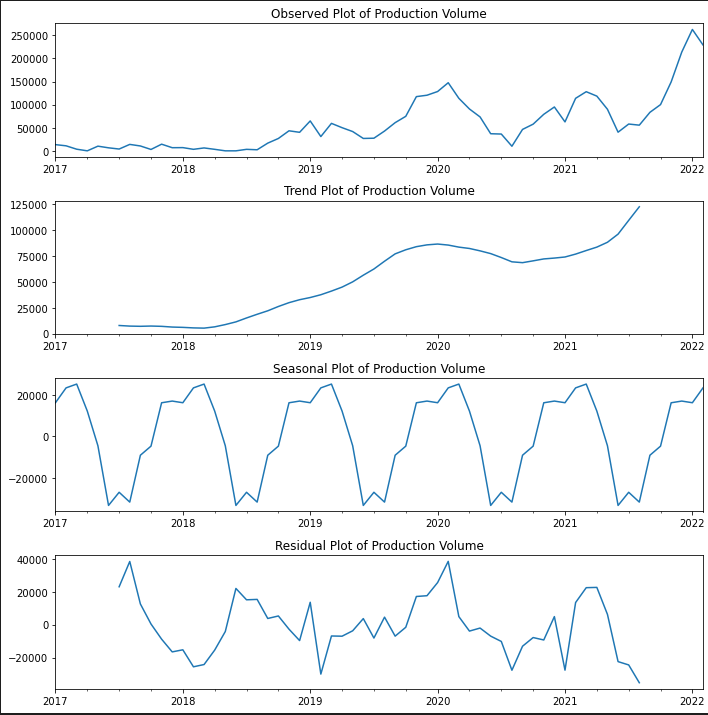 Observed Plot of Production Volume
250000
200000
150000
100000
50000
0
2017 2018 2019 2020 2021 2022
Trend Plot of Production Volume
125000
100000
75000
50000
25000
0
2017 2018 2019 2020 2021 2022
Seasonal Plot of Production Volume
20000
0
−20000
2017 2018 2019 2020 2021 2022
Residual Plot of Production Volume
40000
20000
0
−20000
2017 2018 2019 2020 2021 2022